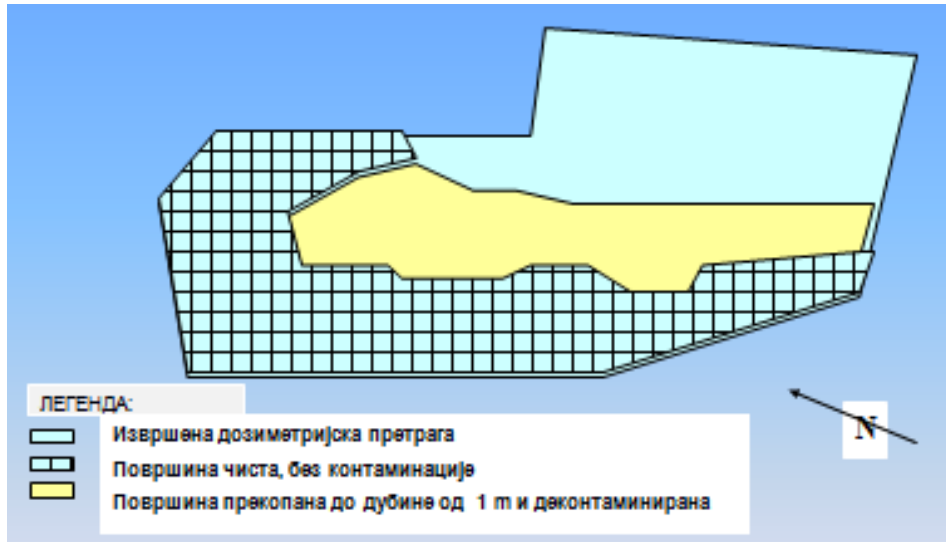 N
ЛЕГЕНДА:
Извршена дозиметријска претрага
Површина чиста, без контаминације
Површина прекопана до дубине од 1 m и деконтаминирана